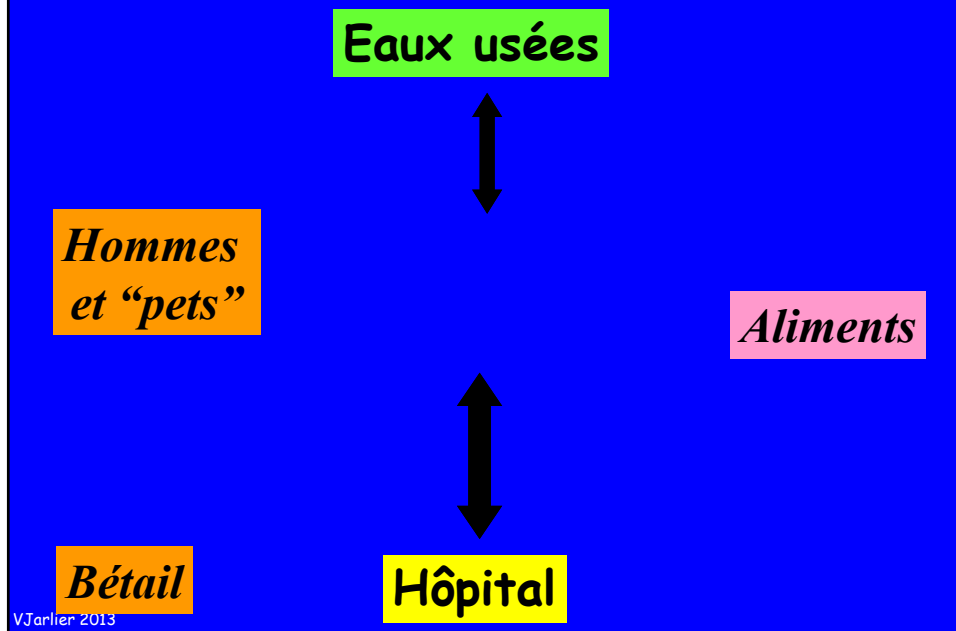 Eaux usées
Hommes
et “pets”
Aliments
Bétail
Hôpital
VJarlier 2013